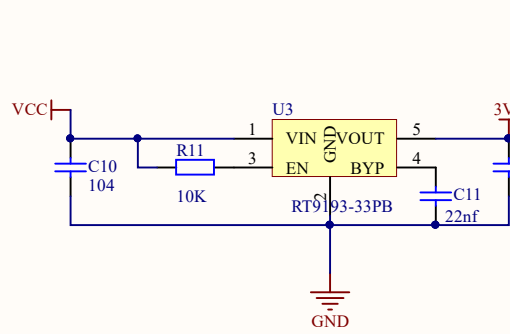 VCC
U3
3V
1
VIN
GND
VOUT
5
C10
104
R11
3
EN
BYP
4
10K
2
RT9193-33PB
C11
22nf
GND